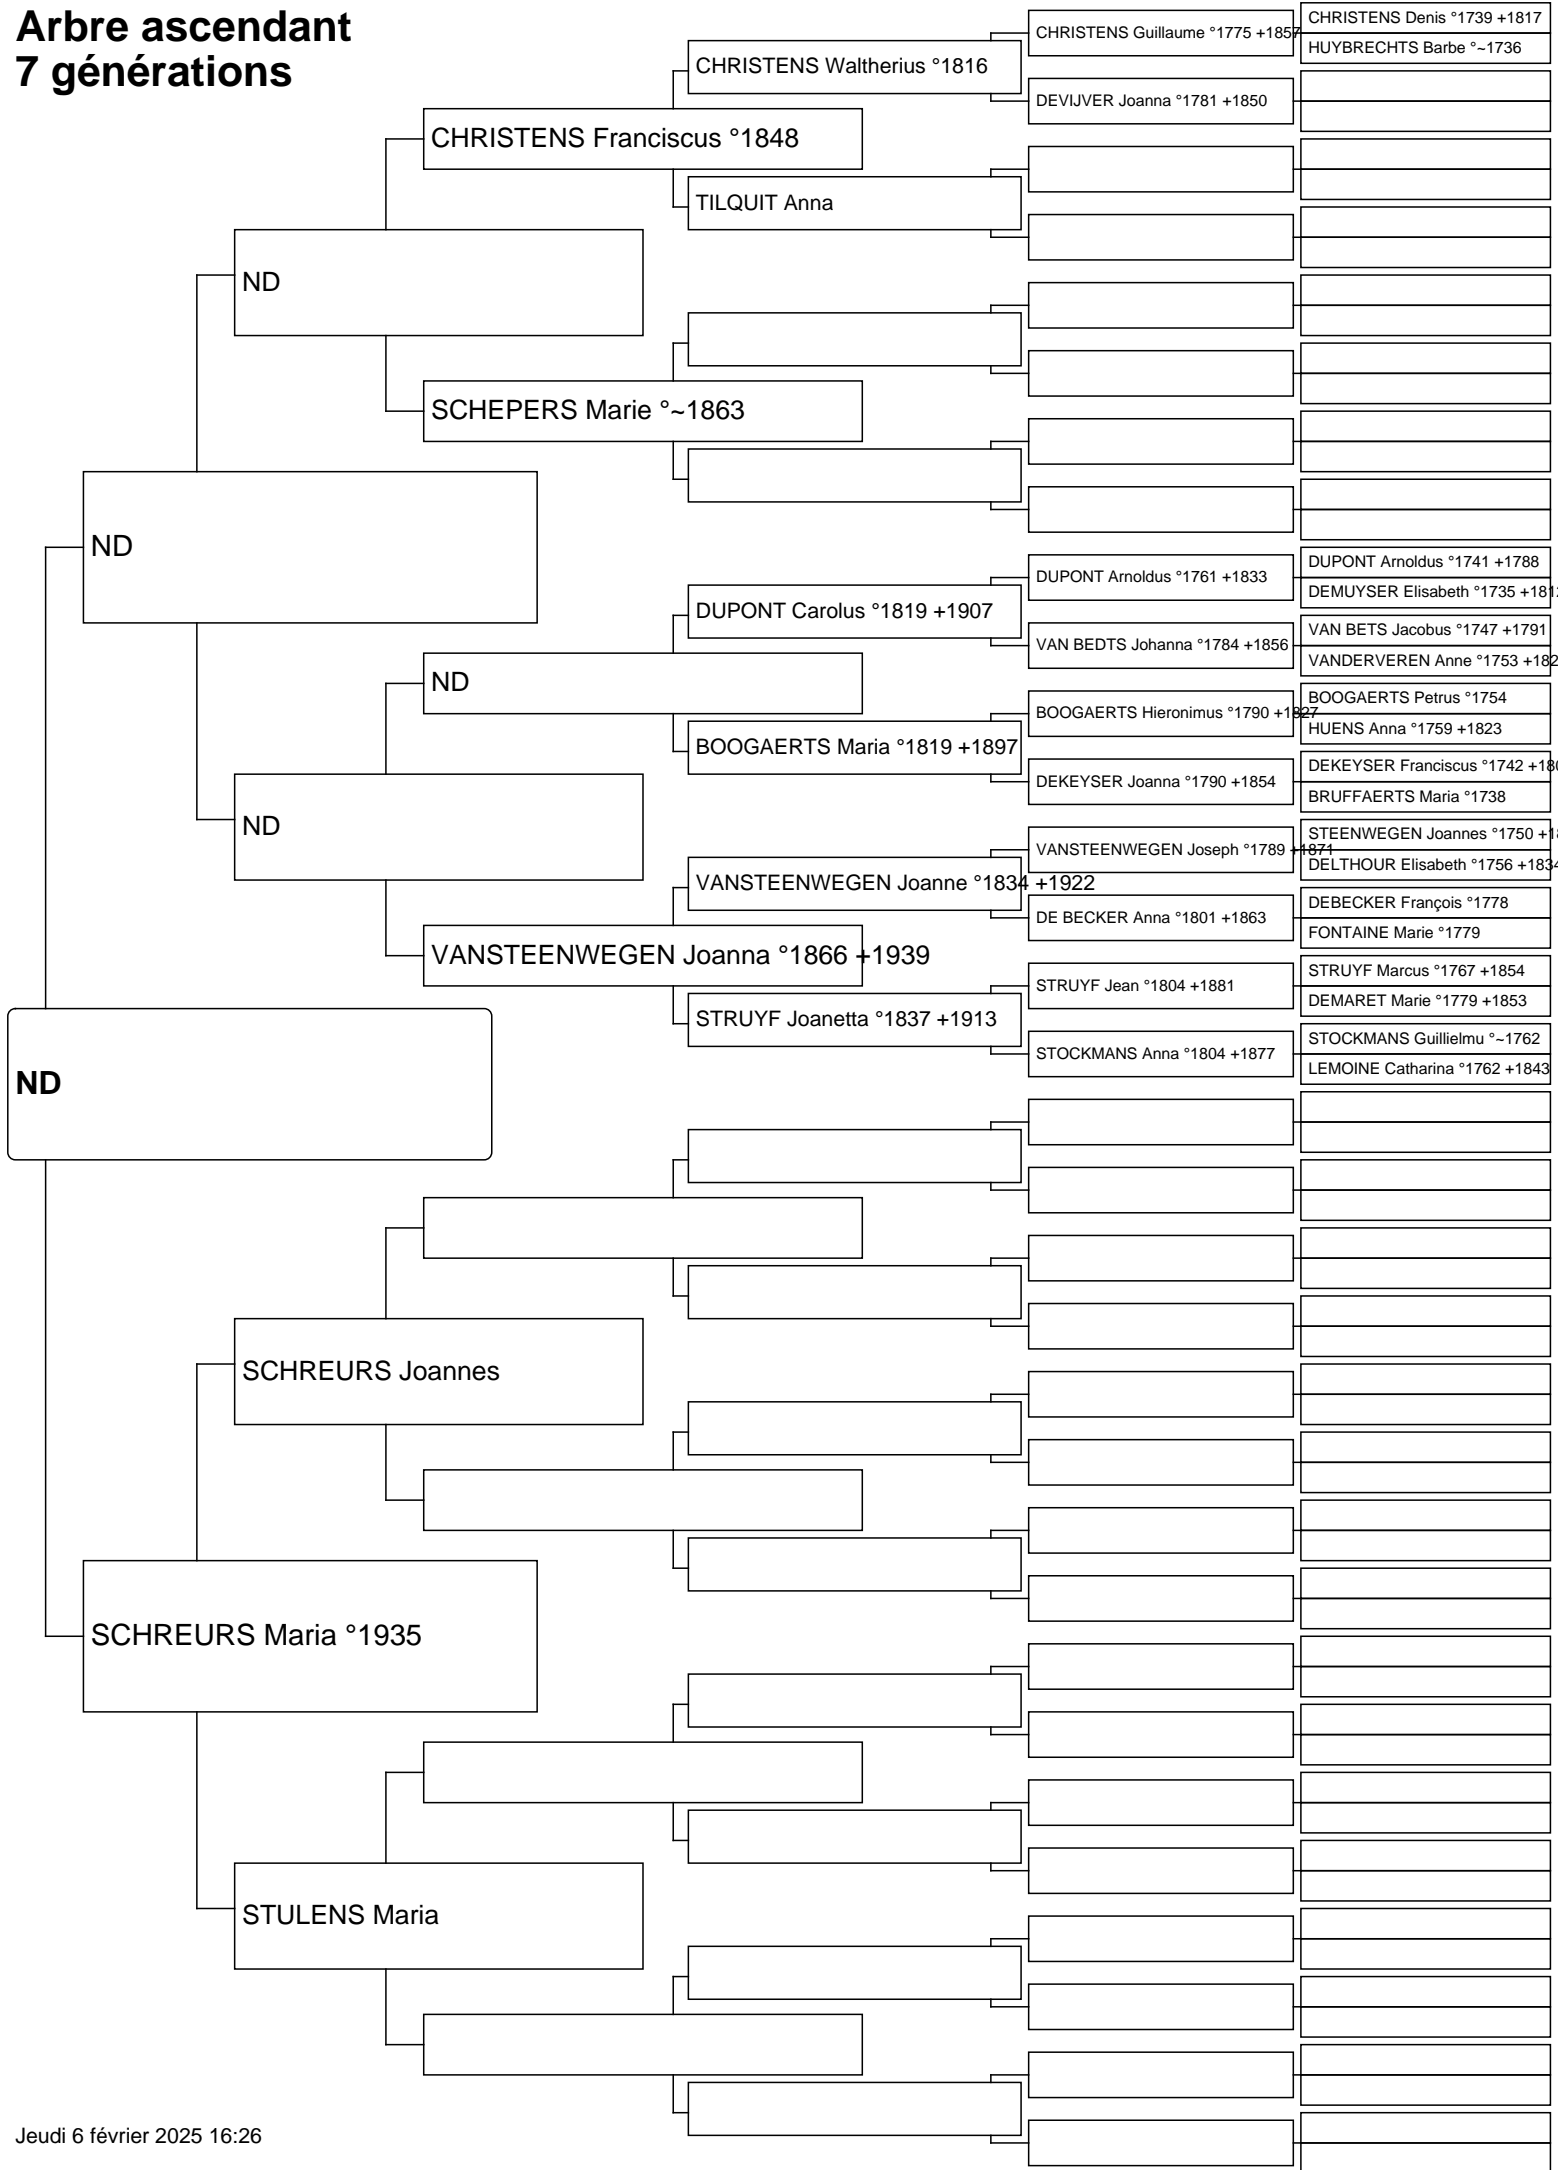 Arbre ascendant
7 générations
CHRISTENS Guillaume °1775 +1857
CHRISTENS Denis °1739 +1817
HUYBRECHTS Barbe °~1736
CHRISTENS Waltherius °1816
DEVIJVER Joanna °1781 +1850
CHRISTENS Franciscus °1848
TILQUIT Anna
ND
SCHEPERS Marie °~1863
ND
DUPONT Arnoldus °1761 +1833
DUPONT Arnoldus °1741 +1788
DEMUYSER Elisabeth °1735 +181
DUPONT Carolus °1819 +1907
VAN BEDTS Johanna °1784 +1856
VAN BETS Jacobus °1747 +1791
VANDERVEREN Anne °1753 +182
ND
BOOGAERTS Hieronimus °1790 +1827
BOOGAERTS Petrus °1754
HUENS Anna °1759 +1823
BOOGAERTS Maria °1819 +1897
DEKEYSER Joanna °1790 +1854
DEKEYSER Franciscus °1742 +180
BRUFFAERTS Maria °1738
ND
VANSTEENWEGEN Joseph °1789 +1871
STEENWEGEN Joannes °1750 +18
DELTHOUR Elisabeth °1756 +1834
VANSTEENWEGEN Joanne °1834 +1922
DE BECKER Anna °1801 +1863
DEBECKER François °1778
FONTAINE Marie °1779
VANSTEENWEGEN Joanna °1866 +1939
STRUYF Jean °1804 +1881
STRUYF Marcus °1767 +1854
DEMARET Marie °1779 +1853
STRUYF Joanetta °1837 +1913
STOCKMANS Anna °1804 +1877
STOCKMANS Guillielmu °~1762
LEMOINE Catharina °1762 +1843
ND
SCHREURS Joannes
SCHREURS Maria °1935
STULENS Maria
Jeudi 6 février 2025 16:26